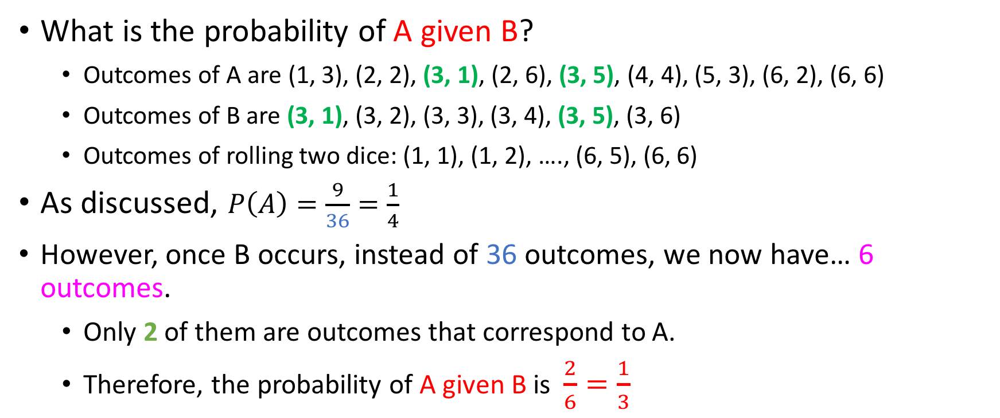 • What is the probability of A given B?
• Outcomes of A are (1, 3), (2, 2), (3, 1), (2, 6), (3, 5), (4, 4), (5, 3), (6, 2), (6, 6)
• Outcomes of B are (3, 1), (3, 2), (3, 3), (3, 4), (3, 5), (3, 6)
• Outcomes of rolling two dice: (1, 1), (1, 2), …., (6, 5), (6, 6)
• As discussed, P(A) = 9/36 = 1/4
• However, once B occurs, instead of 36 outcomes, we now have… 6
outcomes.
• Only 2 of them are outcomes that correspond to A.
• Therefore, the probability of A given B is 2/6 = 1/3